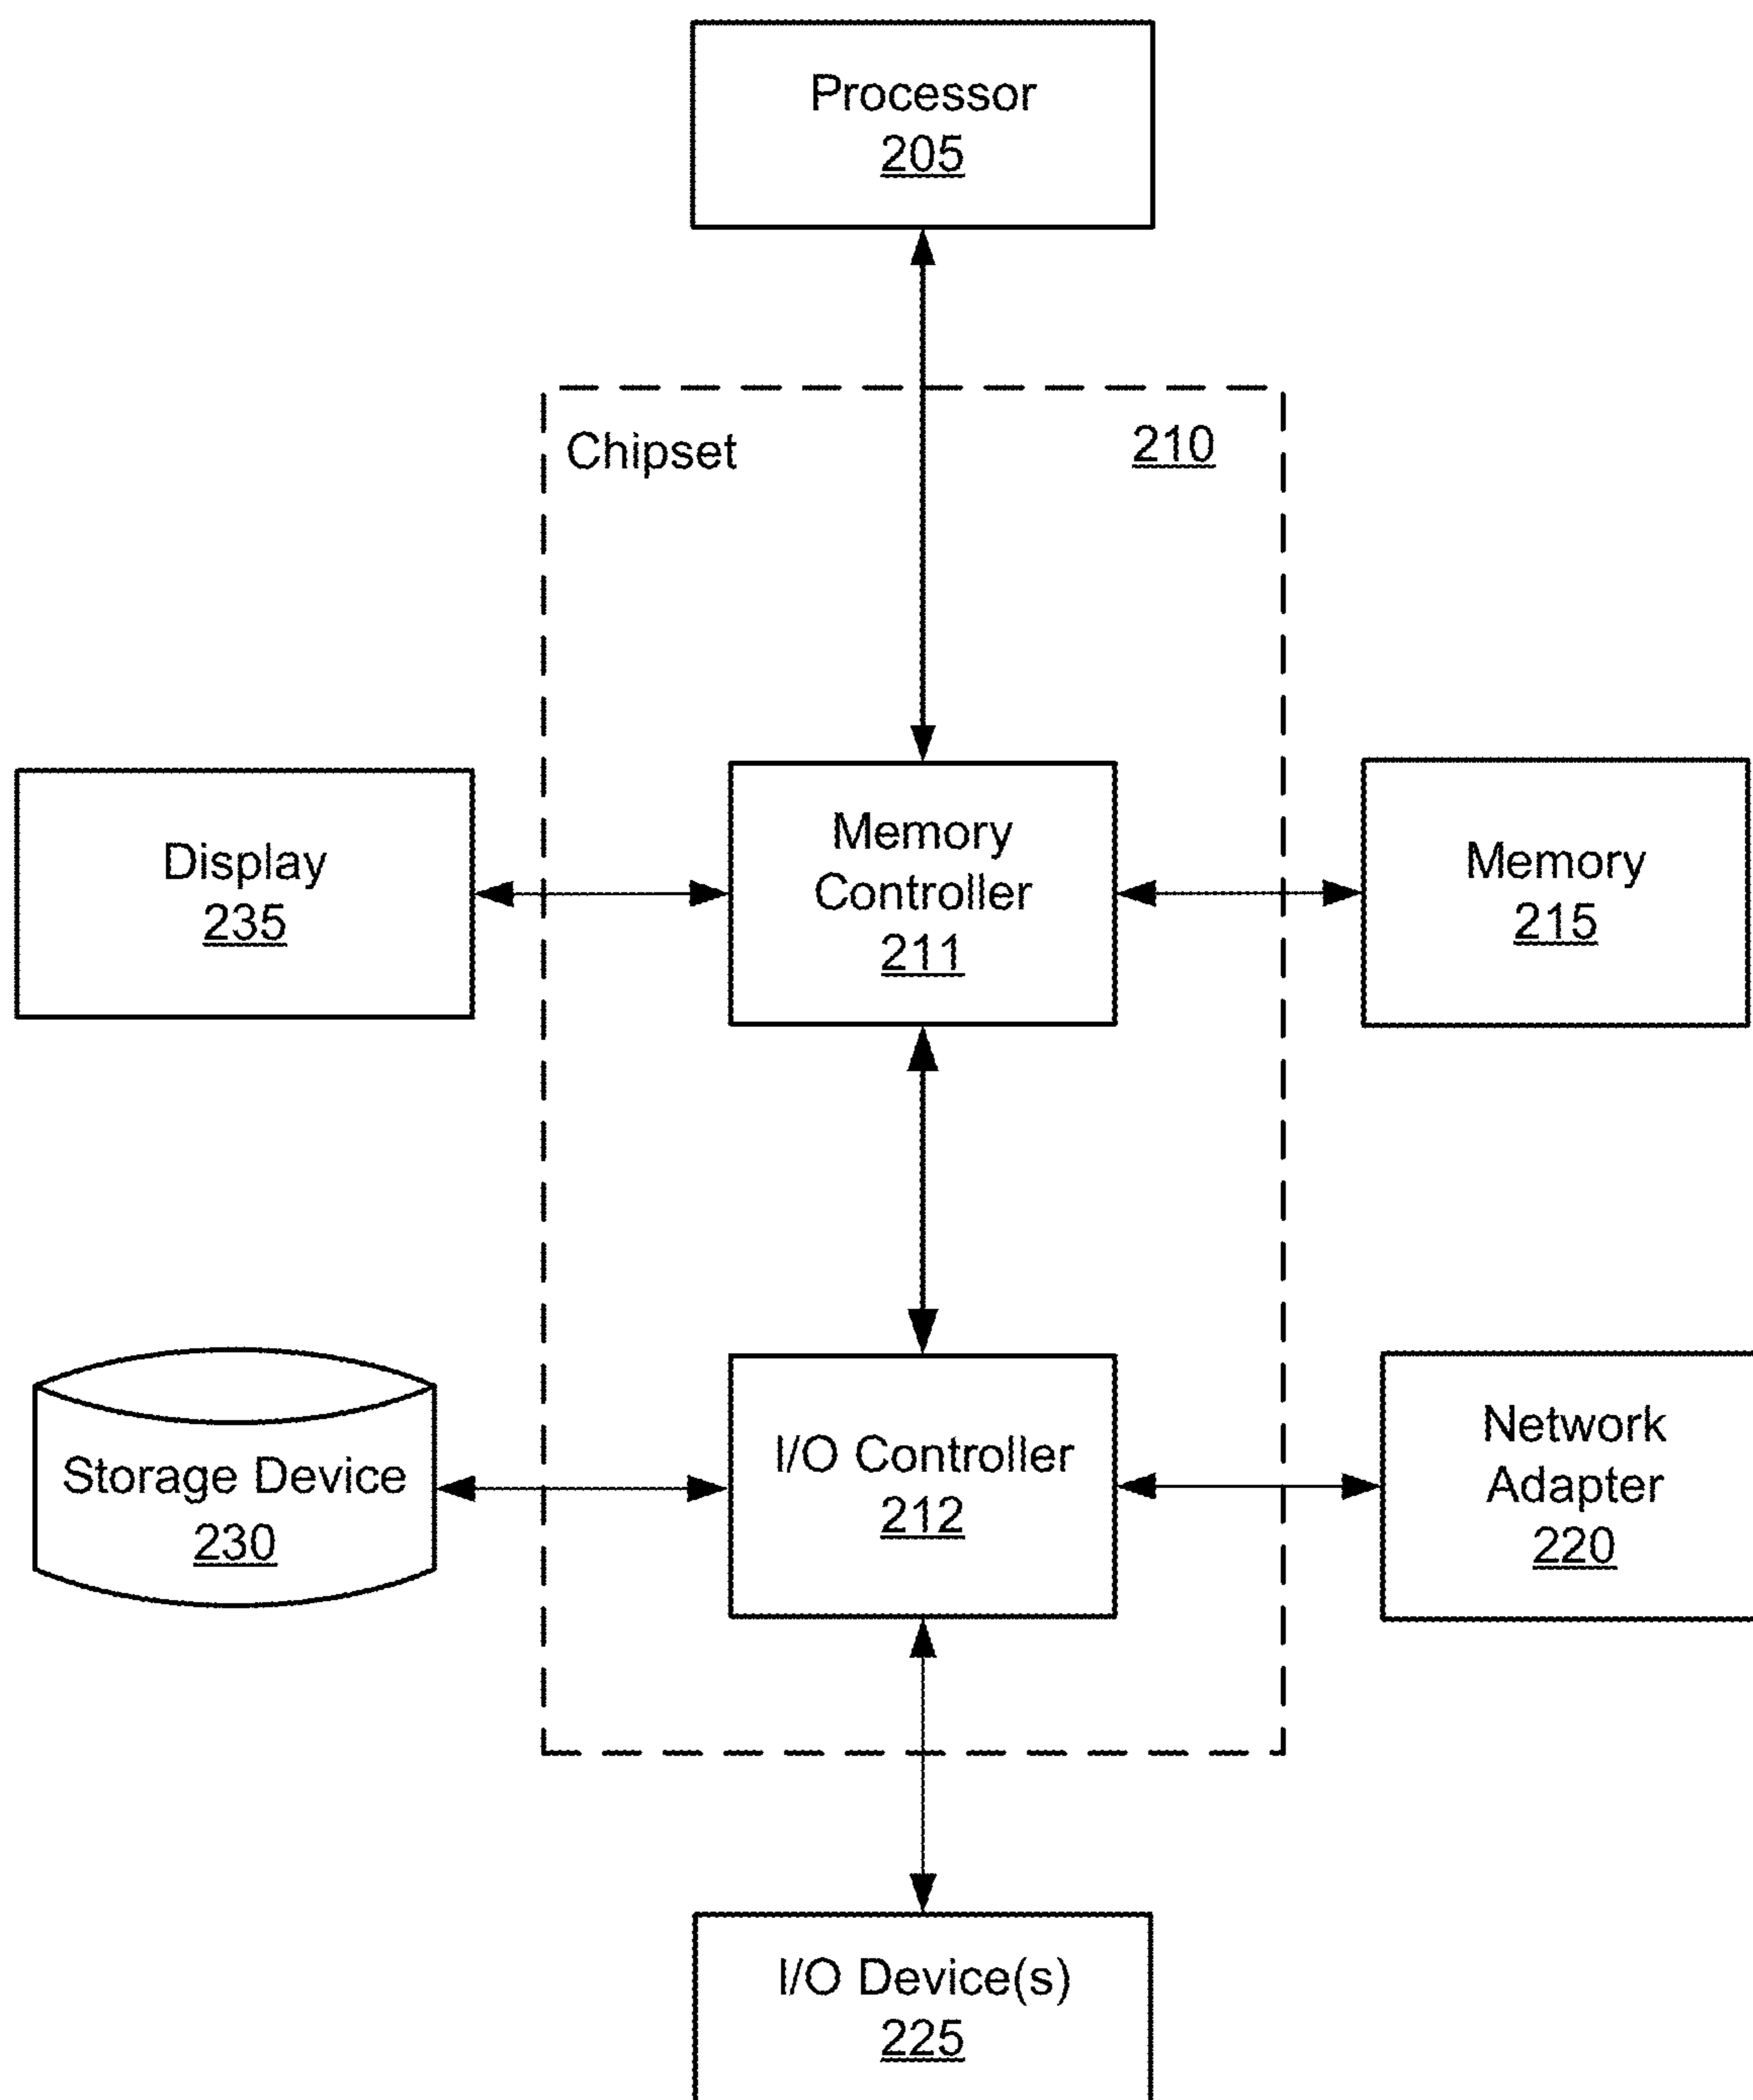 Processor
205
Chipset
210
Display
235
Memory
Controller
211
Memory
215
Storage Device
230
I/O Controller
212
Network
Adapter
220
I/O Device(s)
225